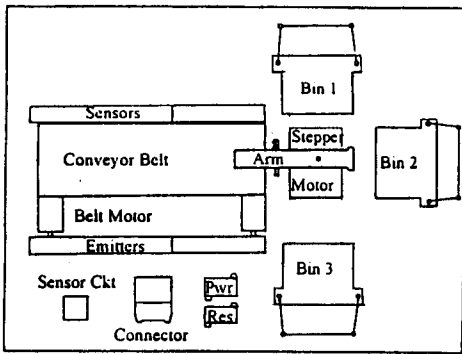 Bin 1
Sensors
Stepper
Conveyor Belt
Arm
Bin 2
Motor
Belt Motor
Emitters
Bin 3
Sensor Ckt
Pwr
Res
Connector